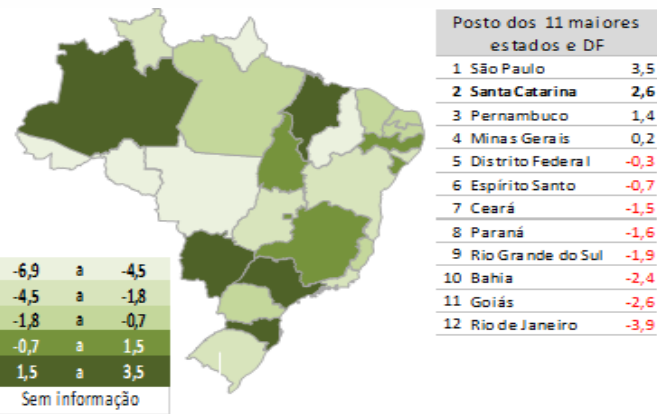 Posto dos 11 maiores
estados e DF
1 São Paulo 3,5
2 Santa Catarina 2,6
3 Pernambuco 1,4
4 Minas Gerais 0,2
5 Distrito Federal -0,3
6 Espírito Santo -0,7
7 Ceará -1,5
8 Paraná -1,6
9 Rio Grande do Sul -1,9
10 Bahia -2,4
11 Goiás -2,6
12 Rio de Janeiro -3,9
-6,9 a -4,5
-4,5 a -1,8
-1,8 a -0,7
-0,7 a 1,5
1,5 a 3,5
Sem informação